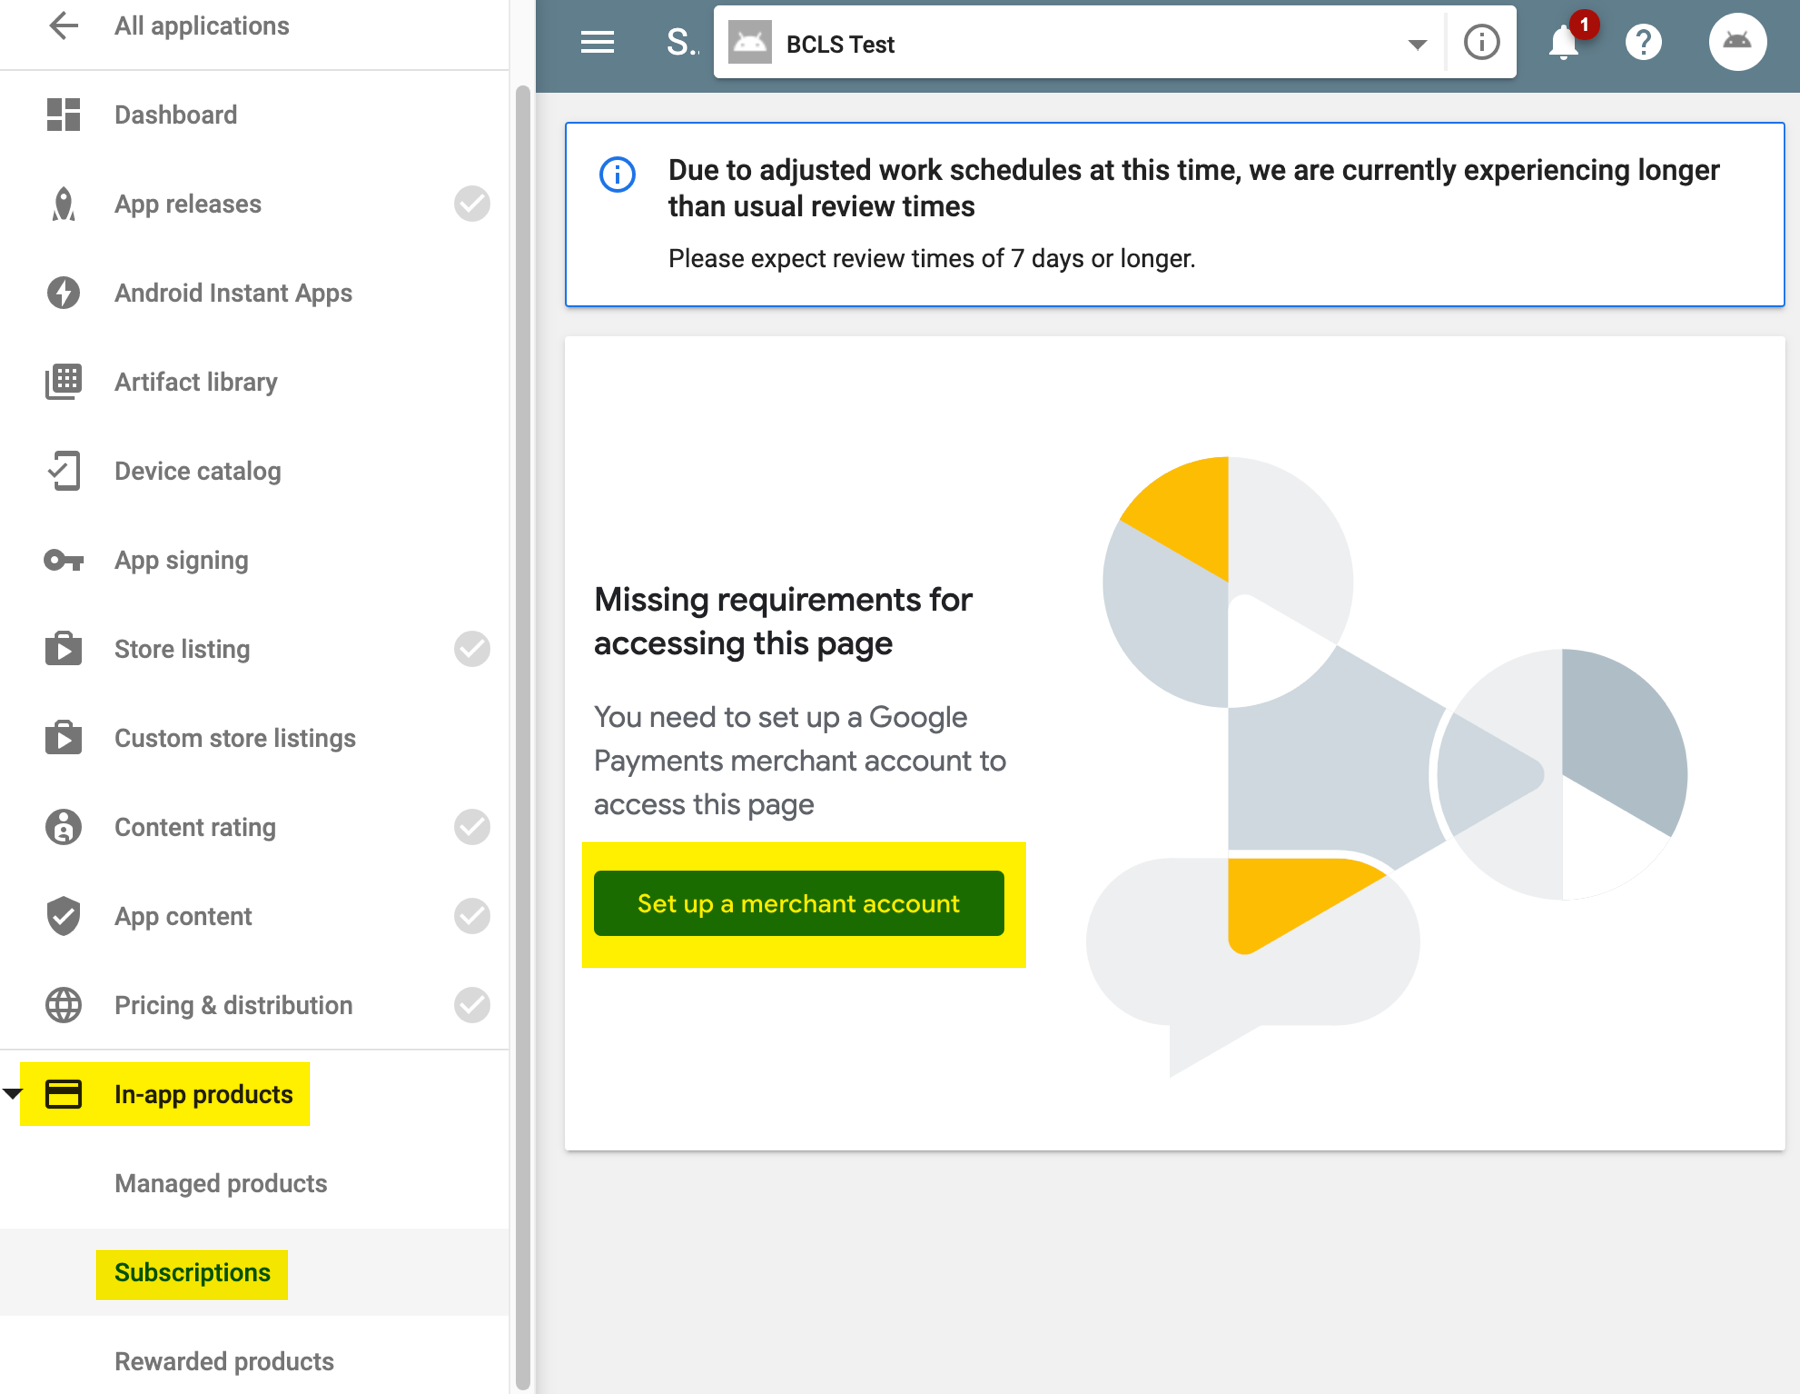 All applications
Dashboard
App releases
Android Instant Apps
Artifact library
Device catalog
App signing
Store listing
Custom store listings
Content rating
App content
Pricing & distribution
In-app products
Managed products
Subscriptions
Rewarded products
S..
BCLS Test
1
Due to adjusted work schedules at this time, we are currently experiencing longer
than usual review times
Please expect review times of 7 days or longer.
Missing requirements for
accessing this page
You need to set up a Google
Payments merchant account to
access this page
Set up a merchant account